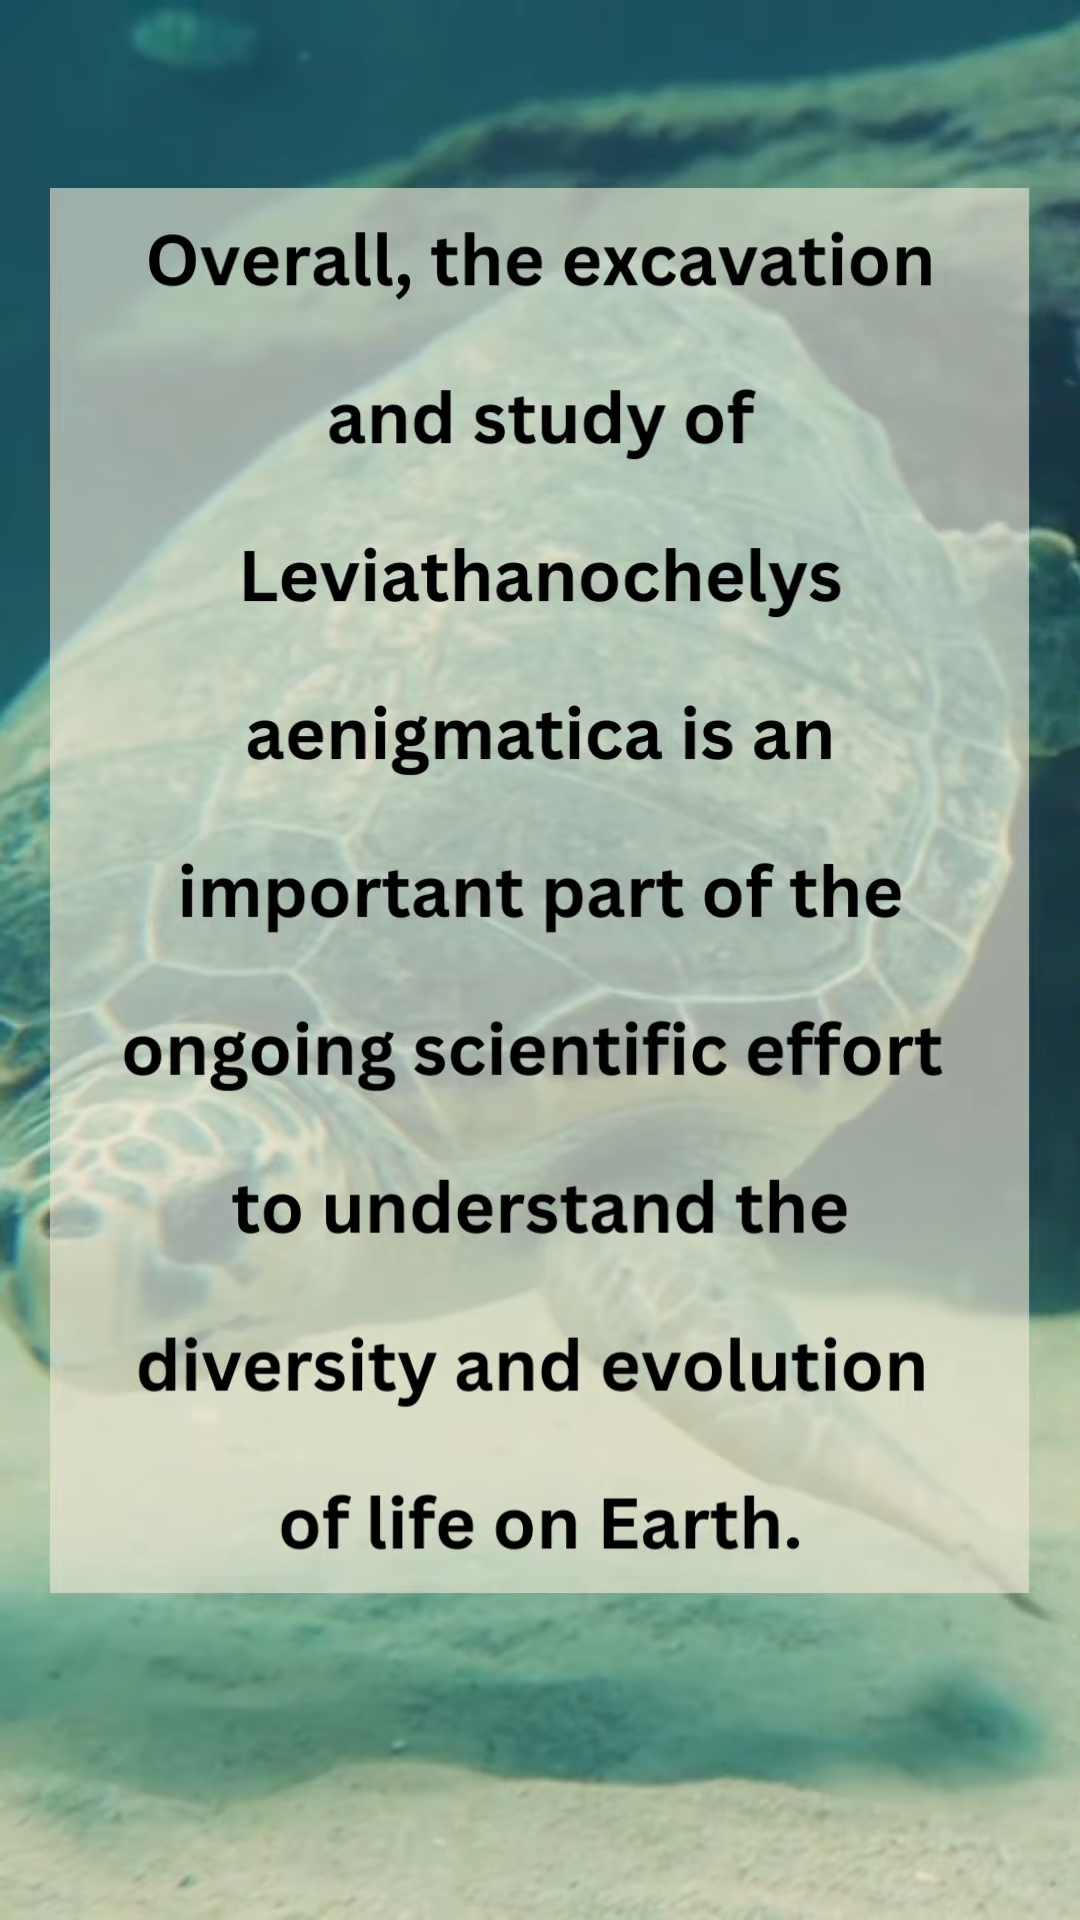 Overall, the excavation
and study of
Leviathanochelys
aenigmatica is an
important part of the
ongoing scientific effort
to understand the
diversity and evolution
of life on Earth.